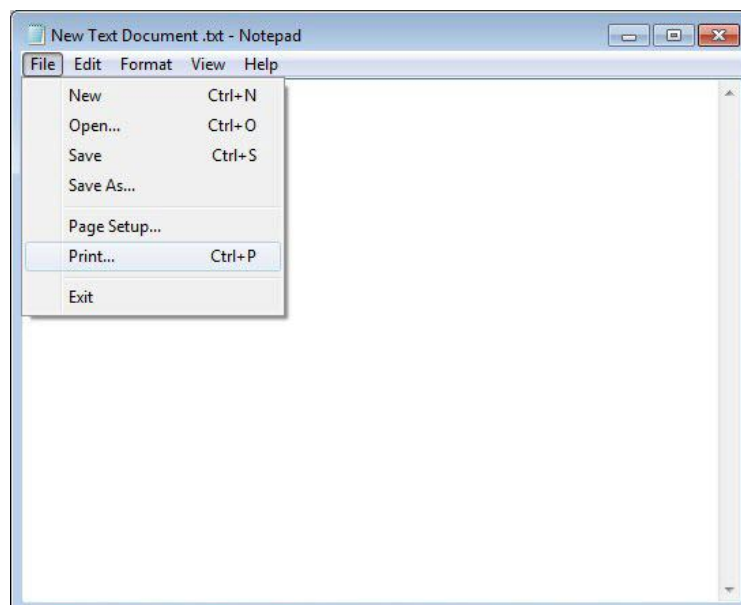 New Text Document .txt - Notepad
File Edit Format View Help
New Ctrl+N
Open... Ctrl+O
Save Ctrl+S
Save As...
Page Setup...
Print... Ctrl+P
Exit